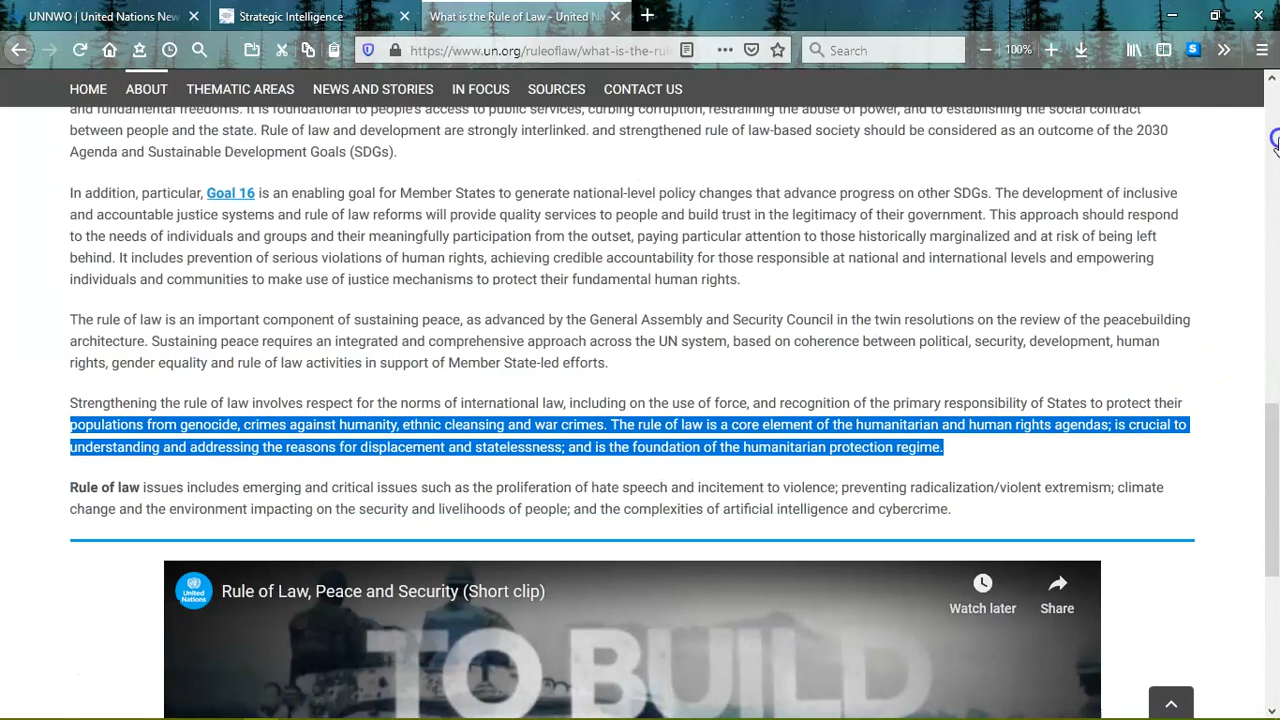 UNNWO | United Nations New
Strategic Intelligence
What is the Rule of Law - United N
https://www.un.org/ruleoflaw/what-is-the-rule
100%
Search
HOME
ABOUT
THEMATIC AREAS
NEWS AND STORIES
IN FOCUS
SOURCES
CONTACT US
and fundamental freedoms. It is foundational to people's access to public services, curbing corruption, restraining the abuse of power, and to establishing the social contract
between people and the state. Rule of law and development are strongly interlinked. and strengthened rule of law-based society should be considered as an outcome of the 2030
Agenda and Sustainable Development Goals (SDGs).
In addition, particular, Goal 16 is an enabling goal for Member States to generate national-level policy changes that advance progress on other SDGs. The development of inclusive
and accountable justice systems and rule of law reforms will provide quality services to people and build trust in the legitimacy of their government. This approach should respond
to the needs of individuals and groups and their meaningfully participation from the outset, paying particular attention to those historically marginalized and at risk of being left
behind. It includes prevention of serious violations of human rights, achieving credible accountability for those responsible at national and international levels and empowering
individuals and communities to make use of justice mechanisms to protect their fundamental human rights.
The rule of law is an important component of sustaining peace, as advanced by the General Assembly and Security Council in the twin resolutions on the review of the peacebuilding
architecture. Sustaining peace requires an integrated and comprehensive approach across the UN system, based on coherence between political, security, development, human
rights, gender equality and rule of law activities in support of Member State-led efforts.
Strengthening the rule of law involves respect for the norms of international law, including on the use of force, and recognition of the primary responsibility of States to protect their
populations from genocide, crimes against humanity, ethnic cleansing and war crimes. The rule of law is a core element of the humanitarian and human rights agendas; is crucial to
understanding and addressing the reasons for displacement and statelessness; and is the foundation of the humanitarian protection regime.
Rule of law issues includes emerging and critical issues such as the proliferation of hate speech and incitement to violence; preventing radicalization/violent extremism; climate
change and the environment impacting on the security and livelihoods of people; and the complexities of artificial intelligence and cybercrime.
United
Nations
Rule of Law, Peace and Security (Short clip)
Watch later
Share
TO BUILD